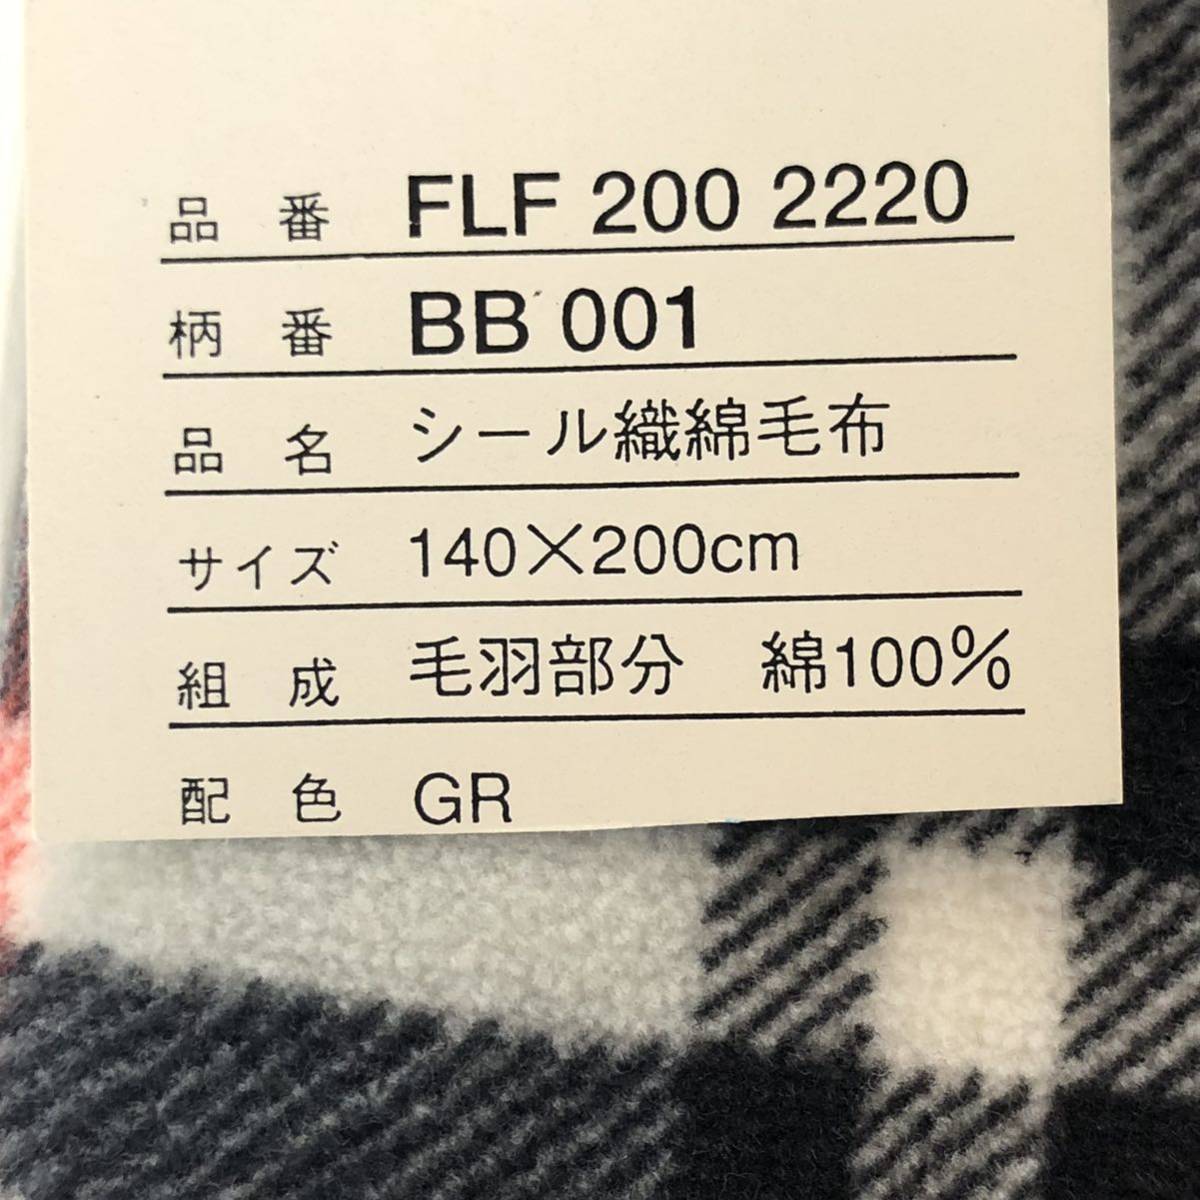 品番 FLF 200 2220
柄番 BB 001
品名 シール織綿毛布
サイズ 140×200cm
組成 毛羽部分 綿100%
配色 GR